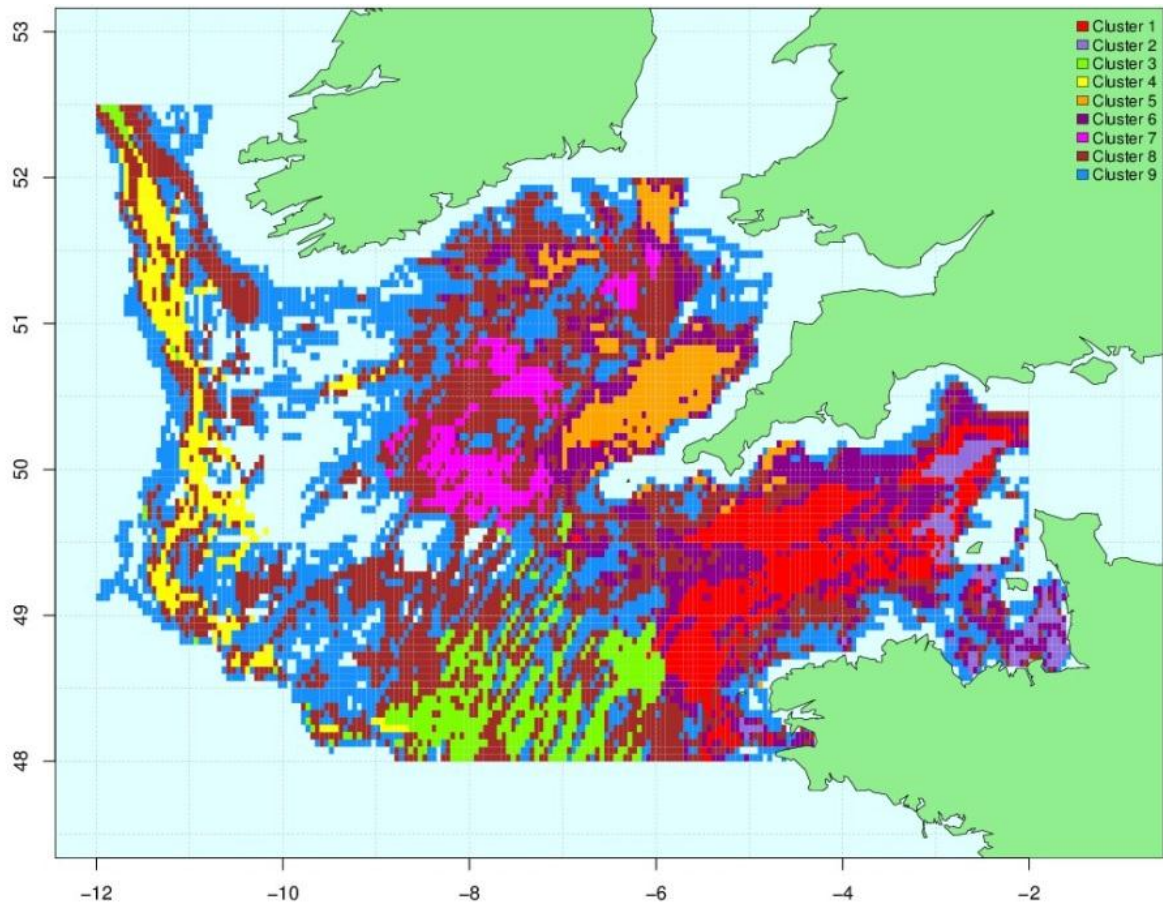 Cluster 1
Cluster 2
Cluster 3
Cluster 4
Cluster 5
Cluster 6
Cluster 7
Cluster 8
Cluster 9
53
52
51
50
49
48
−12 −10 −8 −6 −4 −2